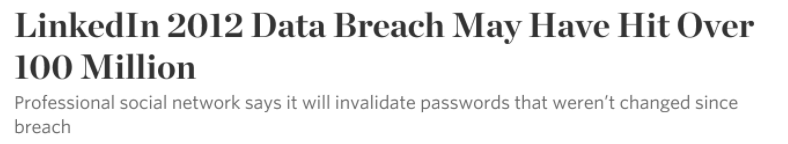 LinkedIn 2012 Data Breach May Have Hit Over
100 Million
Professional social network says it will invalidate passwords that weren’t changed since
breach